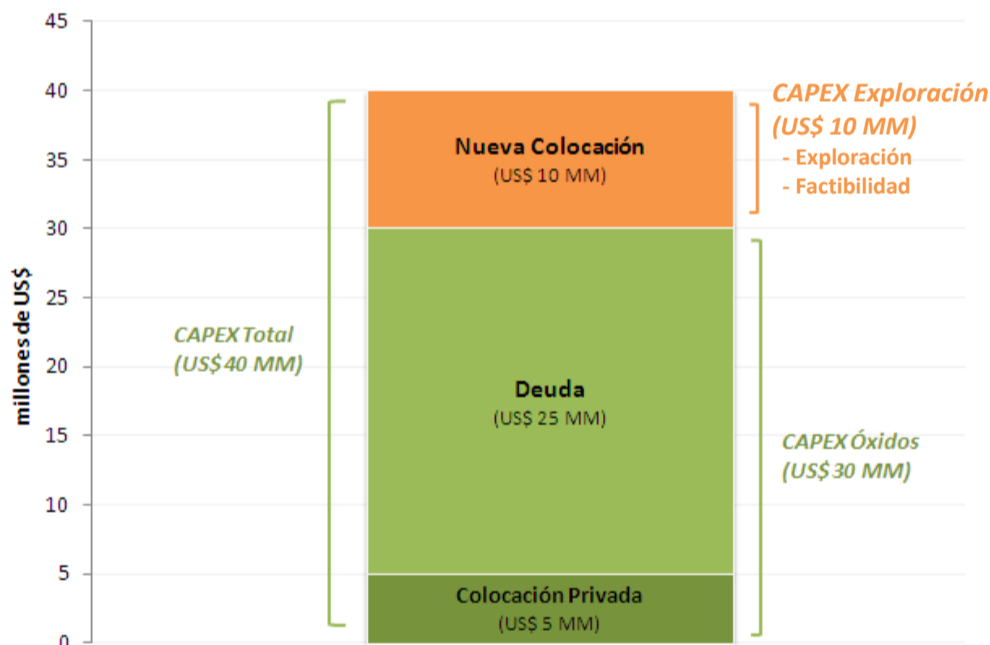 45
40
35
30
25
20
15
10
5
0
millones de US$
CAPEX Total
(US$ 40 MM)
Nueva Colocación
(US$ 10 MM)
Deuda
(US$ 25 MM)
Colocación Privada
(US$ 5 MM)
CAPEX Exploración
(US$ 10 MM)
- Exploración
- Factibilidad
CAPEX Óxidos
(US$ 30 MM)